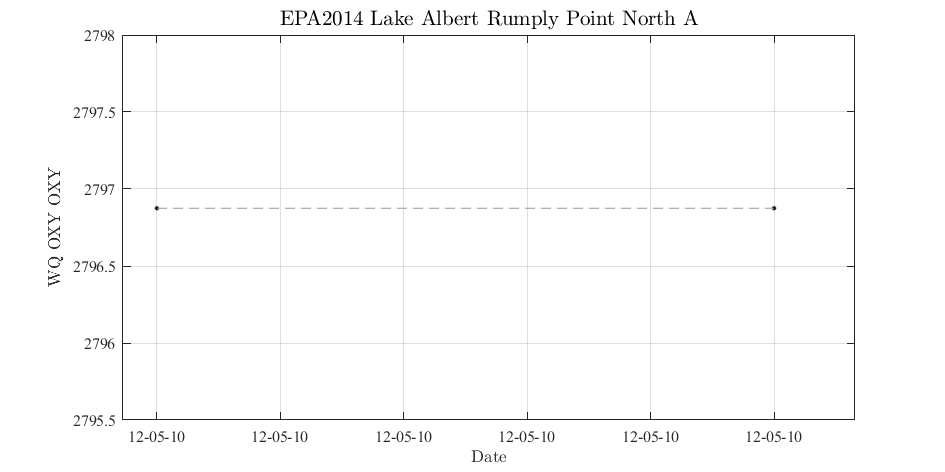 EPA2014 Lake Albert Rumply Point North A
2798
2797.5
2797
2796.5
2796
2795.5
WQ OXY OXY
12-05-10 12-05-10 12-05-10 12-05-10 12-05-10 12-05-10
Date